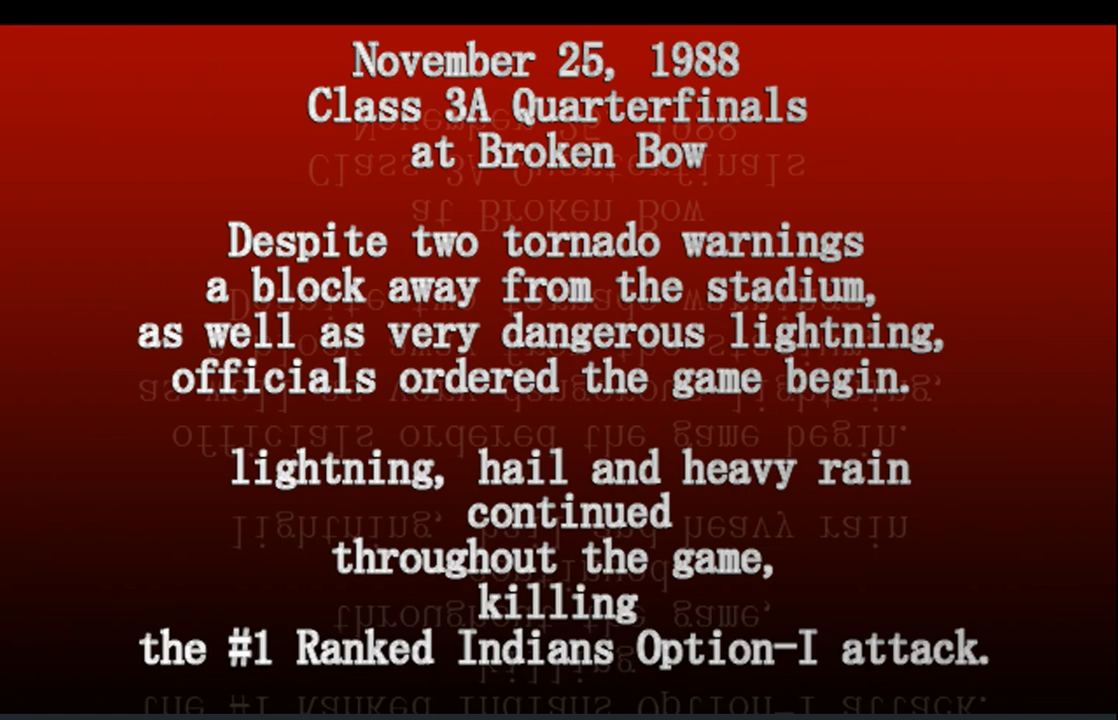 November 25, 1988
Class 3A Quarterfinals
at Broken Bow
Despite two tornado warnings
a block away from the stadium,
as well as very dangerous lightning,
officials ordered the game begin.
lightning, hail and heavy rain
continued
throughout the game,
killing
the #1 Ranked Indians Option-I attack.